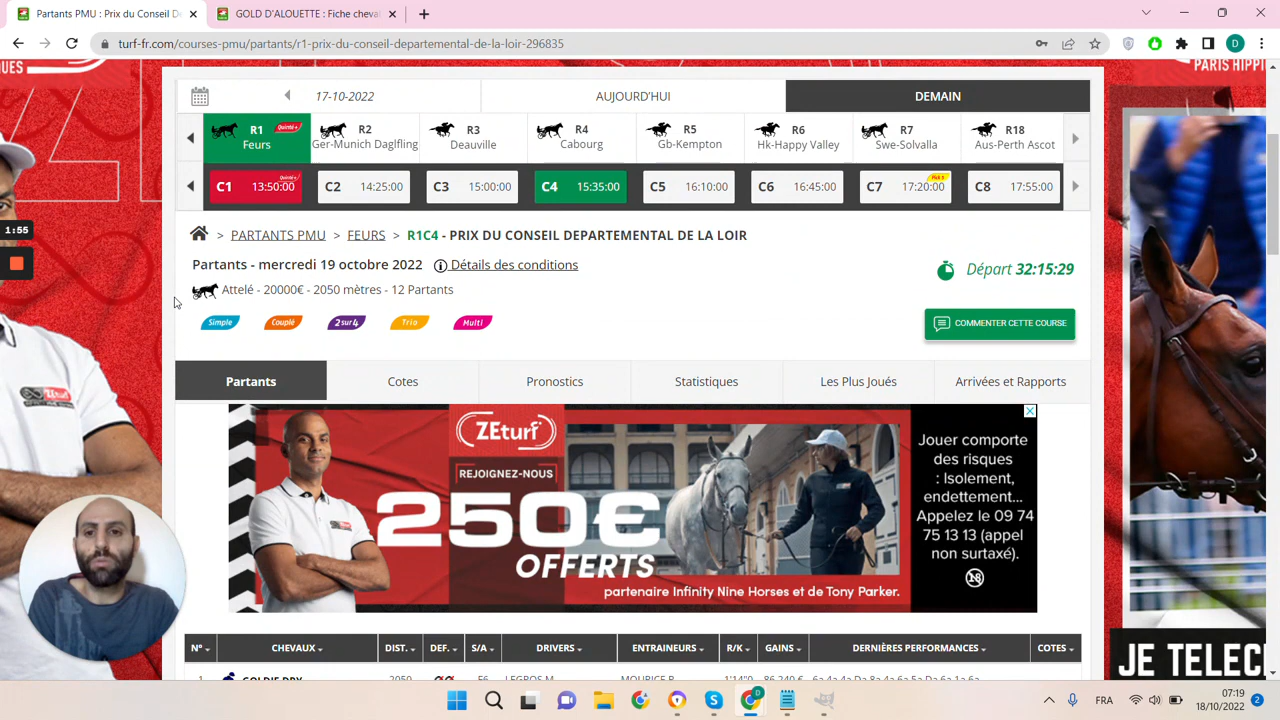 Partants PMU : Prix du Conseil D
GOLD D'ALOUETTE : Fiche cheval
turf-fr.com/courses-pmu/partants/r1-prix-du-conseil-departemental-de-la-loir-296835
D
QUES
PARIS HIPPI
17-10-2022
AUJOURD'HUI
DEMAIN
R1 Quinté+
Feurs
R2
Ger-Munich Daglfing
R3
Deauville
R4
Cabourg
R5
Gb-Kempton
R6
Hk-Happy Valley
R7
Swe-Solvalla
R18
Aus-Perth Ascot
C1 13:50:00 Quinté+
C2 14:25:00
C3 15:00:00
C4 15:35:00
C5 16:10:00
C6 16:45:00
C7 17:20:00 Pick 5
C8 17:55:00
1:55
> PARTANTS PMU > FEURS > R1C4 - PRIX DU CONSEIL DEPARTEMENTAL DE LA LOIR
Partants - mercredi 19 octobre 2022 Détails des conditions
Départ 32:15:29
Attelé - 20000€ - 2050 mètres - 12 Partants
Simple Couplé 2sur4 Trio Multi
COMMENTER CETTE COURSE
Partants Cotes Pronostics Statistiques Les Plus Joués Arrivées et Rapports
ZEturf
REJOIGNEZ-NOUS
250€
OFFERTS
partenaire Infinity Nine Horses et de Tony Parker.
Jouer comporte
des risques
: Isolement,
endettement...
Appelez le 09 74
75 13 13 (appel
non surtaxé).
18
N° CHEVAUX DIST. DEF. S/A DRIVERS ENTRAINEURS R/K GAINS DERNIÈRES PERFORMANCES COTES
JE TELEC
FRA
07:19
18/10/2022
2